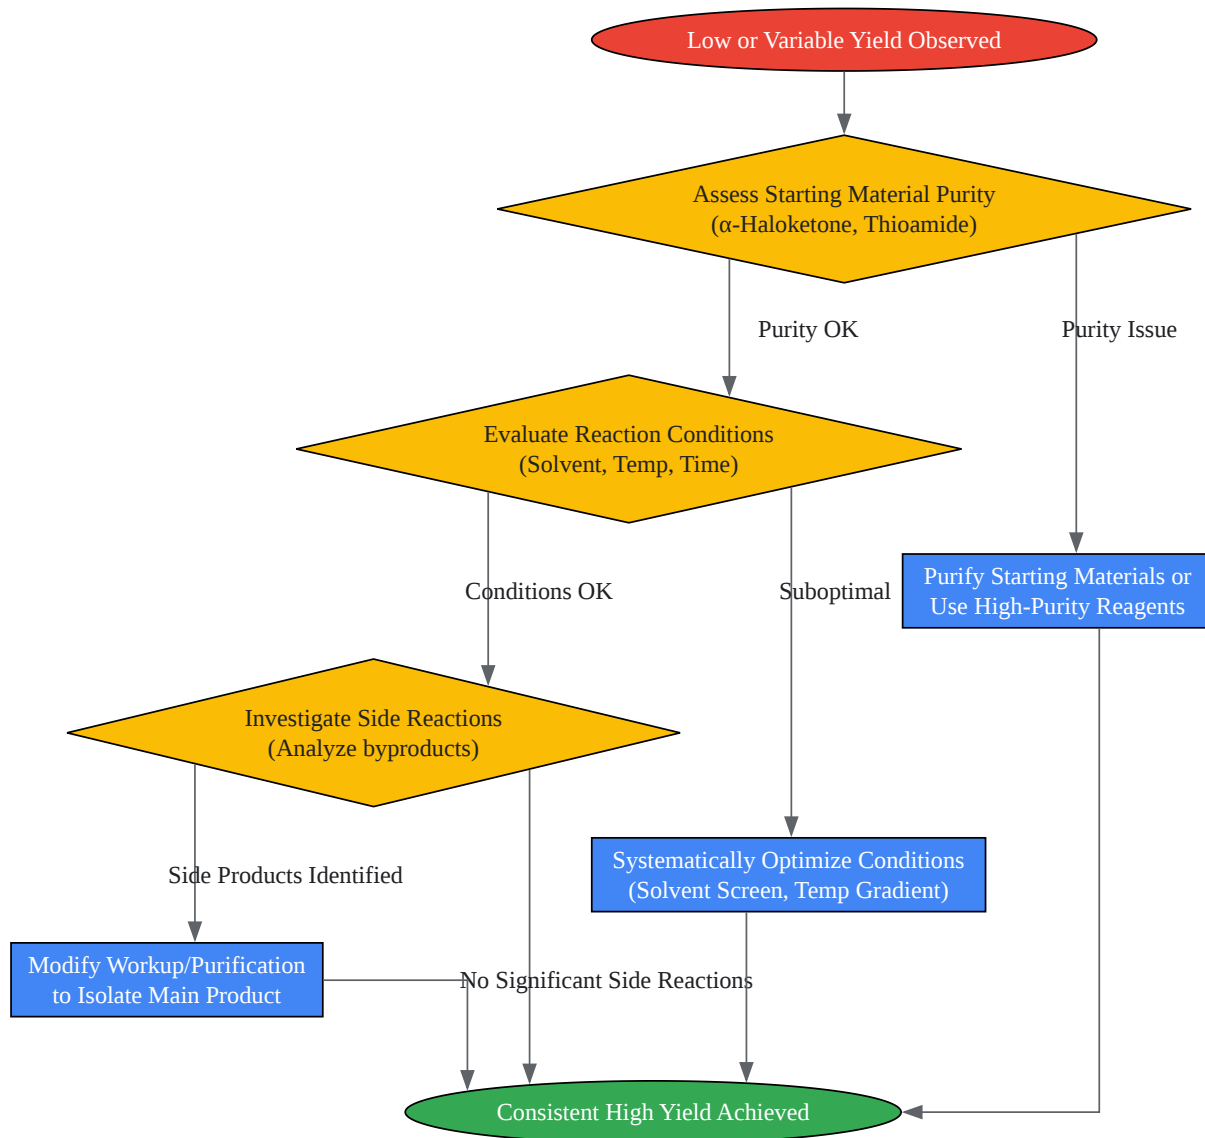 Low or Variable Yield Observed
Assess Starting Material Purity
(α-Haloketone, Thioamide)
Purity OK
Purity Issue
Evaluate Reaction Conditions
(Solvent, Temp, Time)
Conditions OK
Suboptimal
Purify Starting Materials or
Use High-Purity Reagents
Investigate Side Reactions
(Analyze byproducts)
Side Products Identified
Systematically Optimize Conditions
(Solvent Screen, Temp Gradient)
Modify Workup/Purification
to Isolate Main Product
No Significant Side Reactions
Consistent High Yield Achieved